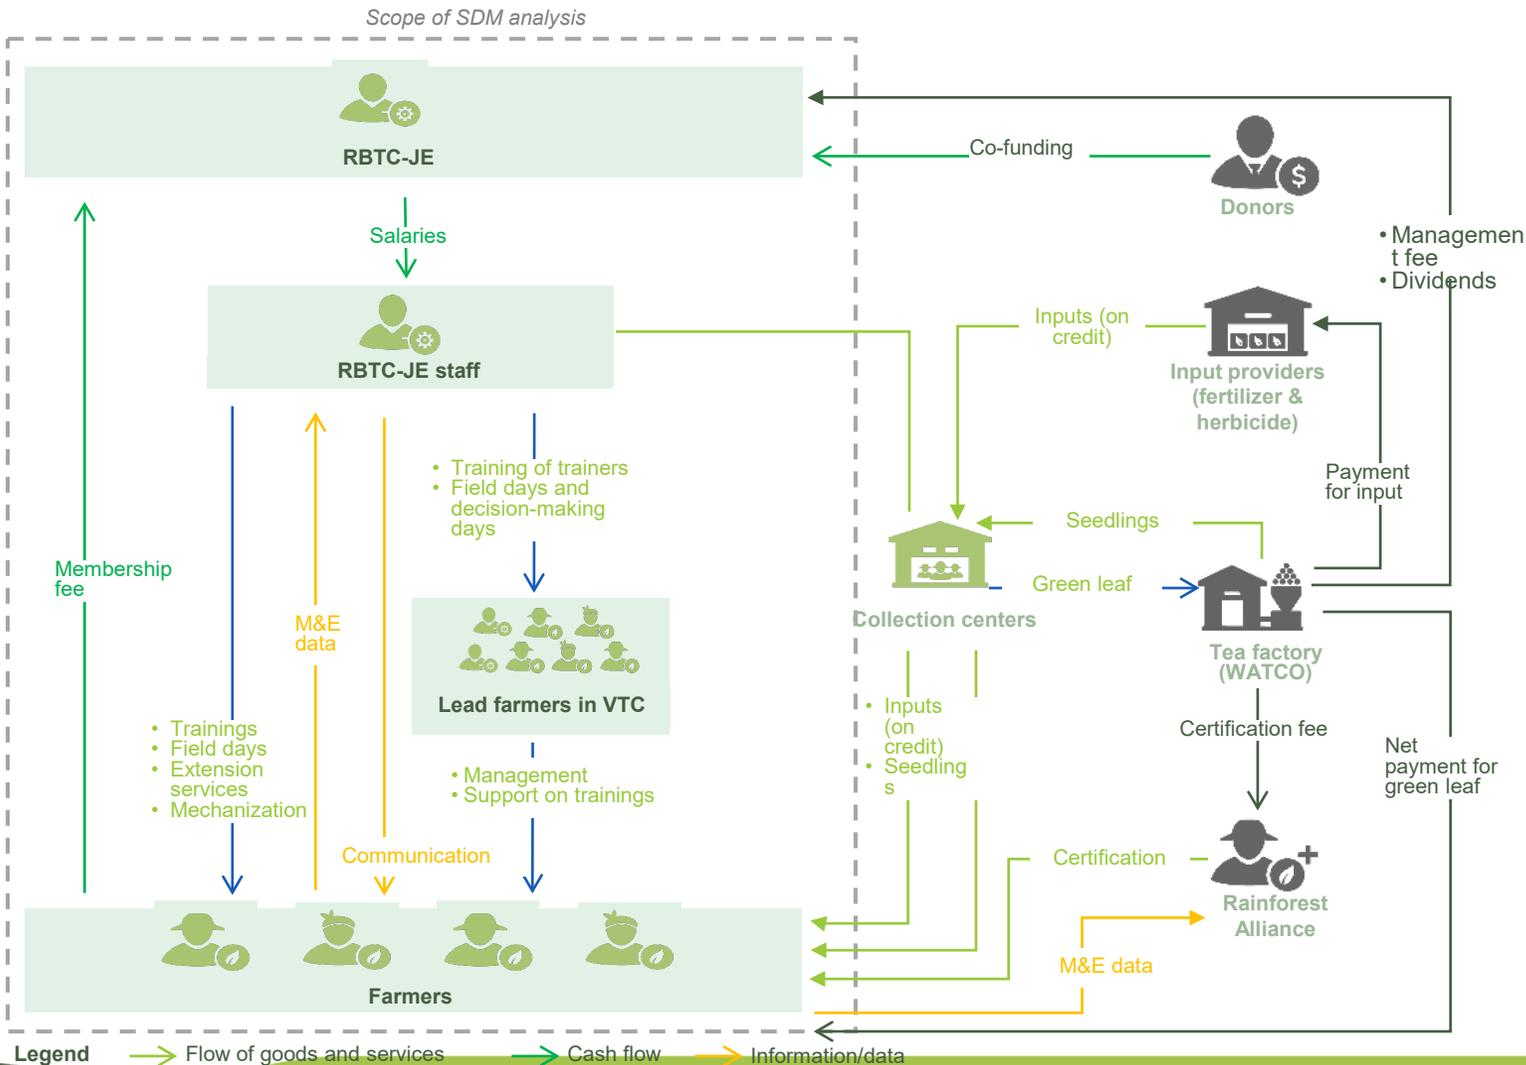 Scope of SDM analysis
RBTC-JE
Co-funding
Donors
Salaries
• Managemen
t fee
• Dividends
RBTC-JE staff
Inputs (on
credit)
Input providers
(fertilizer &
herbicide)
• Training of trainers
• Field days and
decision-making
days
Payment
for input
Seedlings
Membership
fee
Green leaf
Collection centers
M&E
data
Tea factory
(WATCO)
Lead farmers in VTC
• Inputs
(on
credit)
• Seedling
s
Certification fee
Net
payment for
green leaf
• Trainings
• Field days
• Extension
services
• Mechanization
• Management
• Support on trainings
Communication
Certification
Rainforest
Alliance
M&E data
Farmers
Legend
Flow of goods and services
Cash flow
Information/data